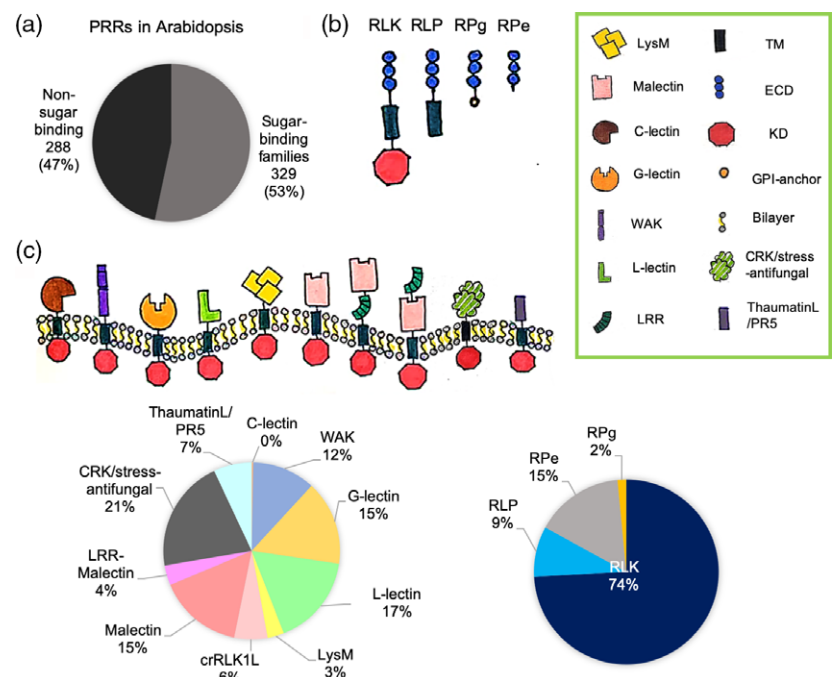 (a)
PRRs in Arabidopsis
Non-
sugar
binding
288
(47%)
Sugar-
binding
families
329
(53%)
(b)
RLK RLP RPg RPe
LysM
Malectin
C-lectin
G-lectin
WAK
L-lectin
LRR
TM
ECD
KD
GPI-anchor
Bilayer
CRK/stress
-antifungal
ThaumatinL
/PR5
(c)
ThaumatinL/
PR5
7%
C-lectin
0%
WAK
12%
G-lectin
15%
L-lectin
17%
LysM
3%
crRLK1L
6%
Malectin
15%
LRR-
Malectin
4%
CRK/stress-
antifungal
21%
RPg
2%
RPe
15%
RLP
9%
RLK
74%